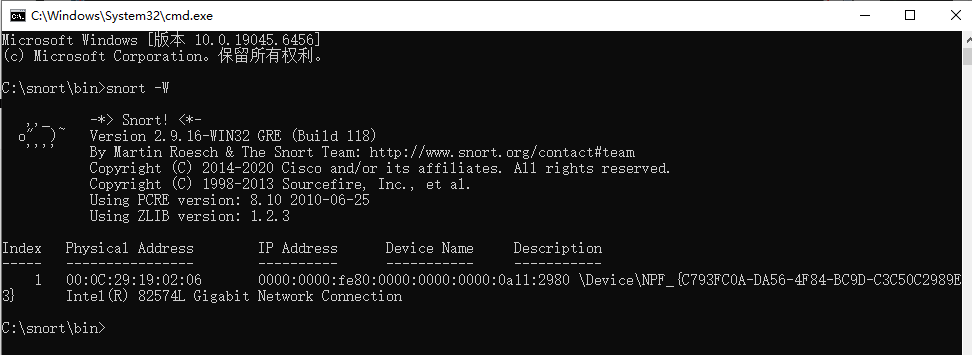 C:\Windows\System32\cmd.exe
Microsoft Windows [版本 10.0.19045.6456]
(c) Microsoft Corporation。保留所有权利。
C:\snort\bin>snort -W
   ,,_     -*> Snort! <*-
  o"  )~   Version 2.9.16-WIN32 GRE (Build 118)
   ''''    By Martin Roesch & The Snort Team: http://www.snort.org/contact#team
           Copyright (C) 2014-2020 Cisco and/or its affiliates. All rights reserved.
           Copyright (C) 1998-2013 Sourcefire, Inc., et al.
           Using PCRE version: 8.10 2010-06-25
           Using ZLIB version: 1.2.3
Index   Physical Address        IP Address      Device Name     Description
-----   ----------------        ----------      -----------     -----------
    1   00:0C:29:19:02:06       0000:0000:fe80:0000:0000:0000:0a11:2980 \Device\NPF_{C793FC0A-DA56-4F84-BC9D-C3C50C2989E
3}      Intel(R) 82574L Gigabit Network Connection
C:\snort\bin>